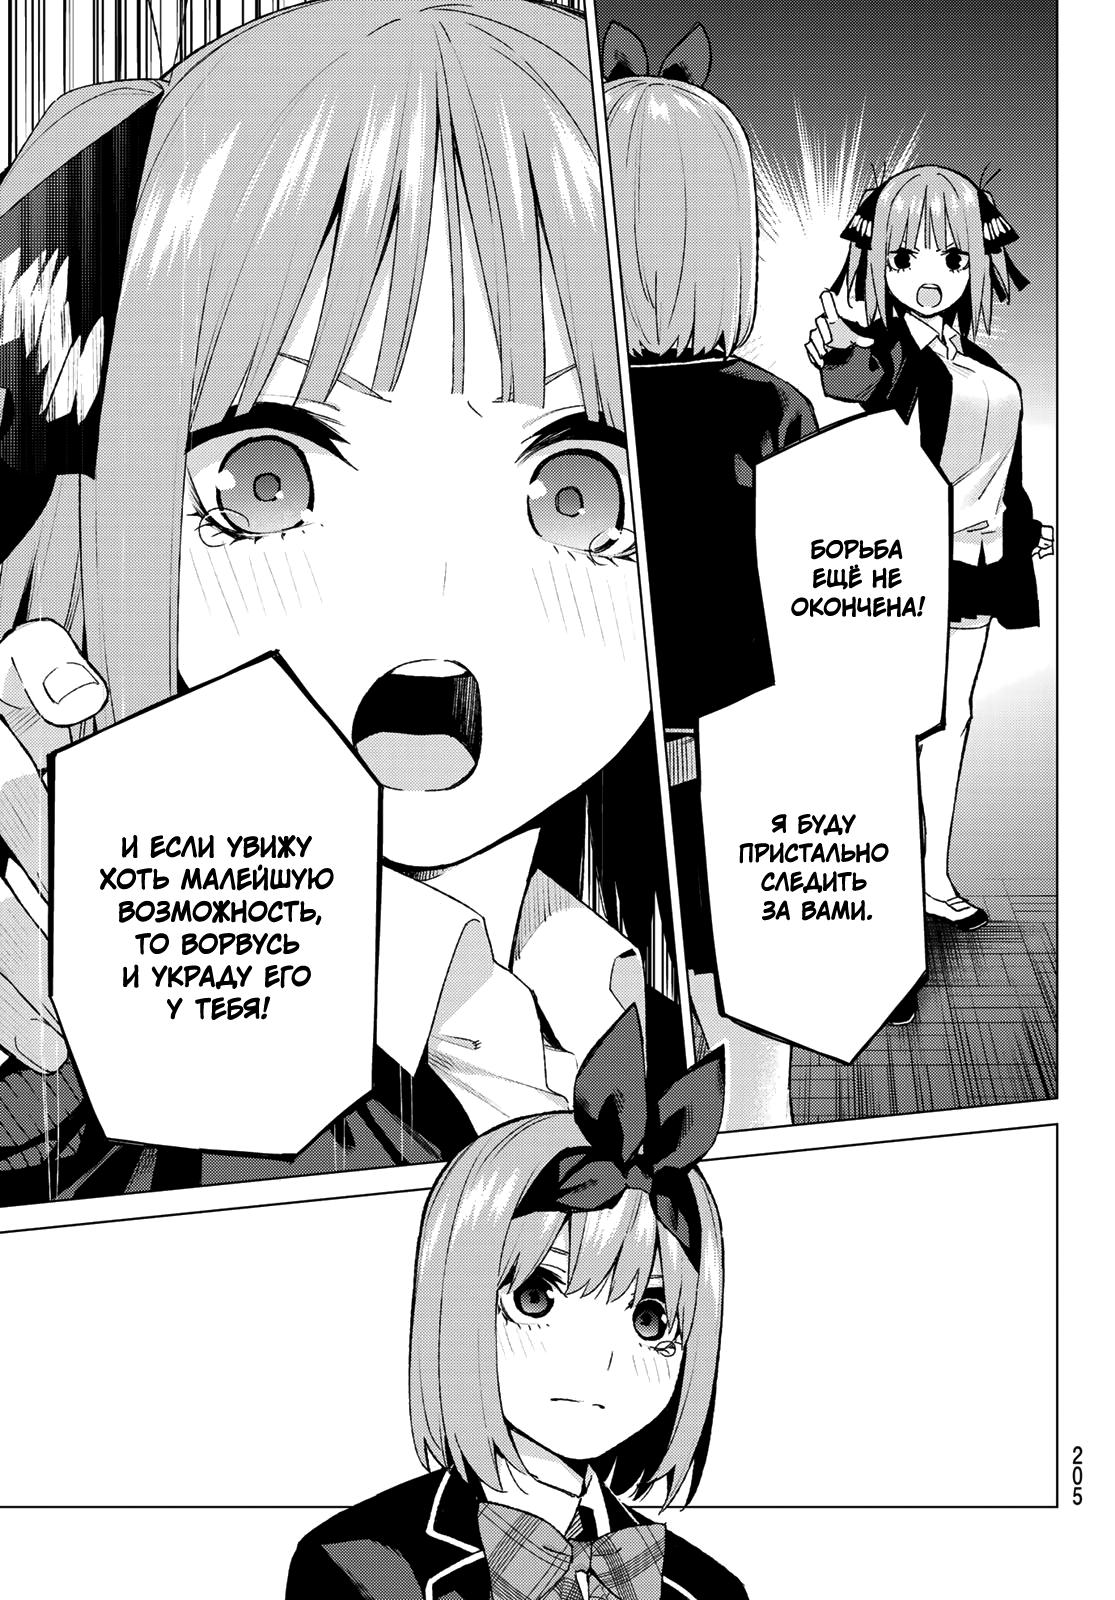 БОРЬБА
ЕЩЁ НЕ
ОКОНЧЕНА!
Я БУДУ
ПРИСТАЛЬНО
СЛЕДИТЬ
ЗА ВАМИ.
И ЕСЛИ УВИЖУ
ХОТЬ МАЛЕЙШУЮ
ВОЗМОЖНОСТЬ,
ТО ВОРВУСЬ
И УКРАДУ ЕГО
У ТЕБЯ!
205